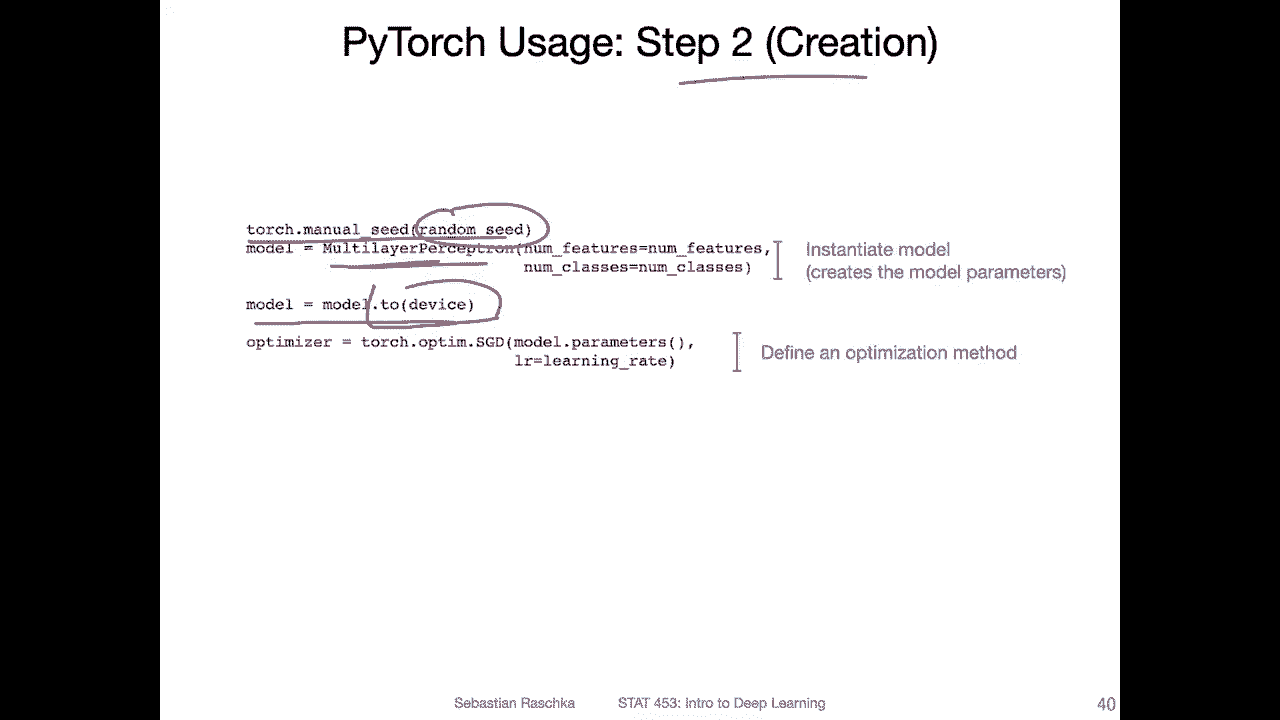 PyTorch Usage: Step 2 (Creation)
torch.manual_seed(random_seed)
model = MultilayerPerceptron(num_features=num_features,
num_classes=num_classes)
Instantiate model
(creates the model parameters)
model = model.to(device)
optimizer = torch.optim.SGD(model.parameters(),
lr=learning_rate)
Define an optimization method
Sebastian Raschka STAT 453: Intro to Deep Learning 40